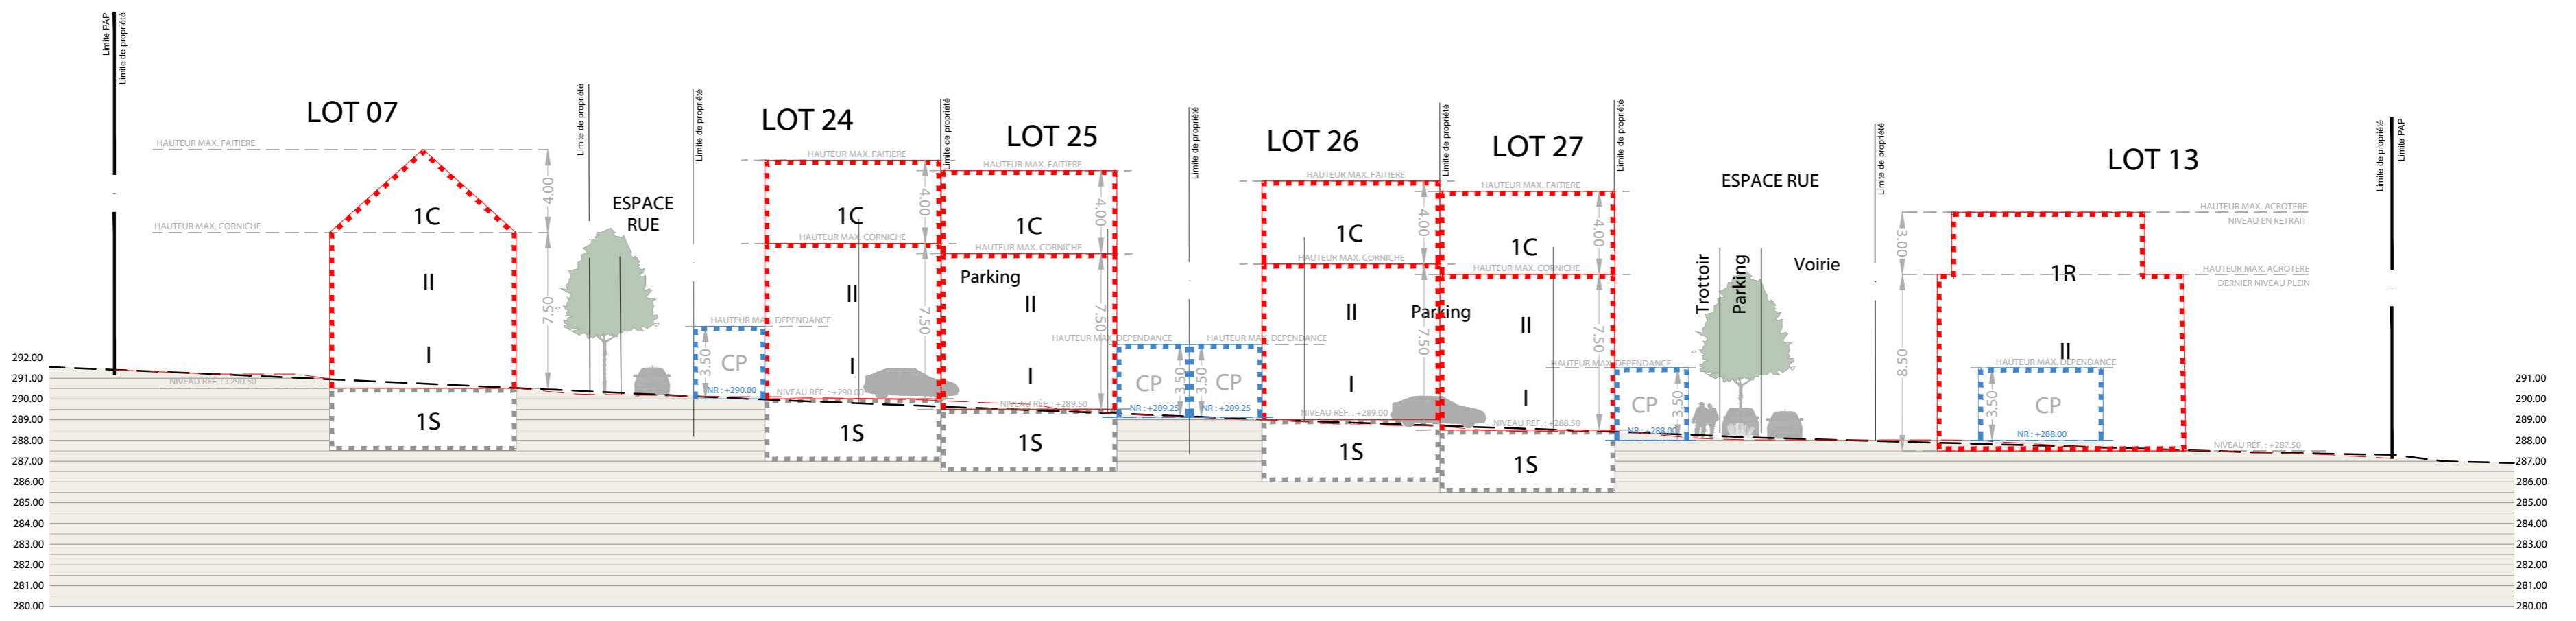 Limite PAP
Limite de propriété
LOT 07
HAUTEUR MAX. FAITIERE
4.00
1C
HAUTEUR MAX. CORNICHE
II
7.50
I
NIVEAU RÉF. : +290.50
1S
Limite de propriété
ESPACE
RUE
Limite de propriété
HAUTEUR MAX. DEPENDANCE
3.50
CP
NR : +290.00
LOT 24
HAUTEUR MAX. FAITIERE
4.00
1C
HAUTEUR MAX. CORNICHE
II
7.50
I
NIVEAU RÉF. : +290.00
1S
Limite de propriété
LOT 25
HAUTEUR MAX. FAITIERE
4.00
1C
HAUTEUR MAX. CORNICHE
Parking
II
7.50
I
NIVEAU RÉF. : +289.50
1S
Limite de propriété
HAUTEUR MAX. DEPENDANCE
HAUTEUR MAX. DEPENDANCE
CP
3.50
3.50
CP
NR : +289.25
NR : +289.25
LOT 26
HAUTEUR MAX. FAITIERE
4.00
1C
HAUTEUR MAX. CORNICHE
II
Parking
7.50
I
NIVEAU RÉF. : +289.00
1S
Limite de propriété
LOT 27
HAUTEUR MAX. FAITIERE
4.00
1C
HAUTEUR MAX. CORNICHE
II
7.50
I
NIVEAU RÉF. : +288.50
1S
Limite de propriété
HAUTEUR MAX. DEPENDANCE
CP
3.50
NR : +288.00
ESPACE RUE
Trottoir
Parking
Voirie
Limite de propriété
LOT 13
HAUTEUR MAX. ACROTERE
NIVEAU EN RETRAIT
3.00
1R
HAUTEUR MAX. ACROTERE
DERNIER NIVEAU PLEIN
8.50
II
HAUTEUR MAX. DEPENDANCE
3.50
CP
NR : +288.00
NIVEAU RÉF. : +287.50
Limite de propriété
Limite PAP
292.00
291.00
290.00
289.00
288.00
287.00
286.00
285.00
284.00
283.00
282.00
281.00
280.00
291.00
290.00
289.00
288.00
287.00
286.00
285.00
284.00
283.00
282.00
281.00
280.00